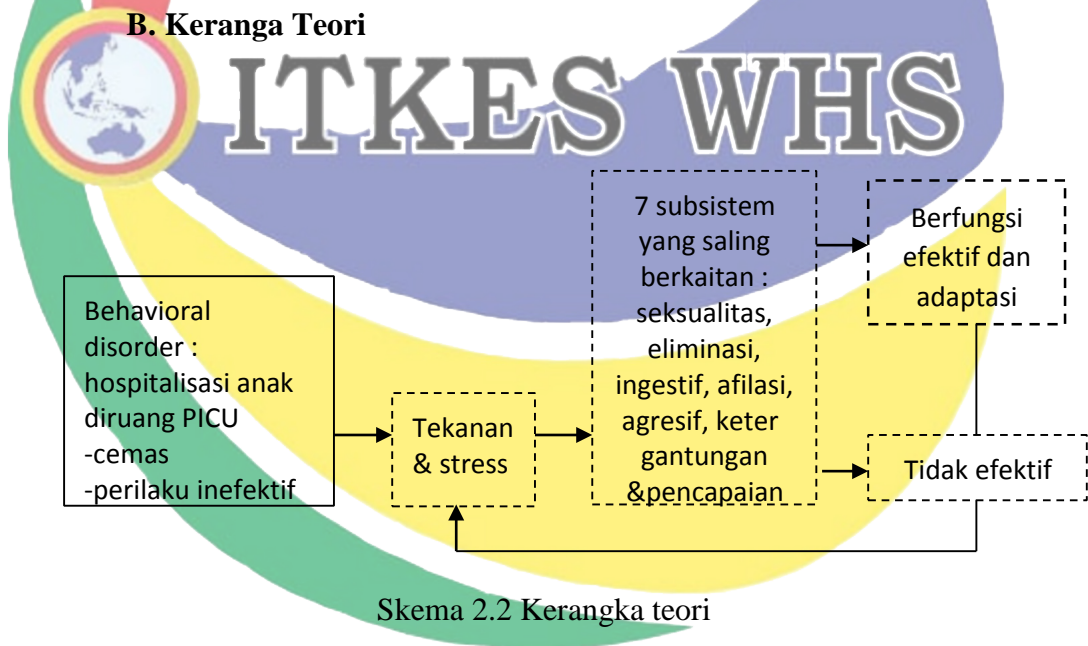 B. Keranga Teori
ITKES WHS
Behavioral
disorder :
hospitalisasi anak
diruang PICU
-cemas
-perilaku inefektif
Tekanan
& stress
7 subsistem
yang saling
berkaitan :
seksualitas,
eliminasi,
ingestif, afilasi,
agresif, keter
gantungan
&pencapaian
Berfungsi
efektif dan
adaptasi
Tidak efektif
Skema 2.2 Kerangka teori